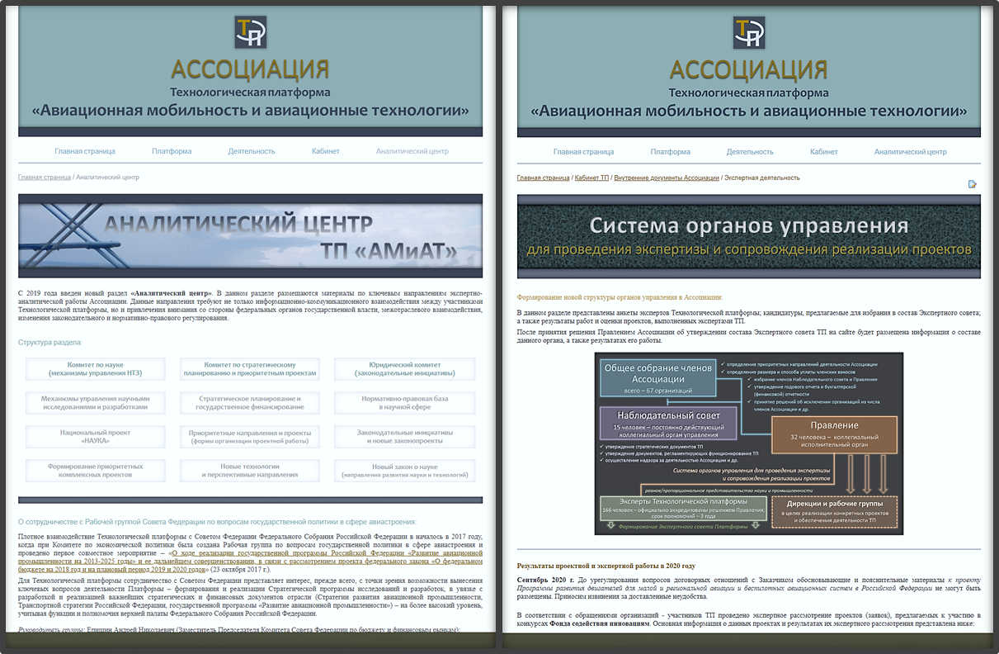 ТП
АССОЦИАЦИЯ
Технологическая платформа
«Авиационная мобильность и авиационные технологии»
Главная страница Платформа Деятельность Кабинет Аналитический центр
Главная страница / Аналитический центр
АНАЛИТИЧЕСКИЙ ЦЕНТР
ТП «АМиАТ»
С 2019 года введен новый раздел «Аналитический центр». В данном разделе размещаются материалы по ключевым направлениям экспертно-
аналитической работы Ассоциации. Данные направления требуют не только информационно-коммуникационного взаимодействия между участниками
Технологической платформы, но и привлечения внимания со стороны федеральных органов государственной власти, межотраслевого взаимодействия,
изменения законодательного и нормативно-правового регулирования.
Структура раздела:
Комитет по науке
(механизмы управления НТЗ)
Комитет по стратегическому
планированию и приоритетным проектам
Юридический комитет
(законодательные инициативы)
Механизмы управления научными
исследованиями и разработками
Стратегическое планирование и
государственное финансирование
Нормативно-правовая база
в научной сфере
Национальный проект
«НАУКА»
Приоритетные направления и проекты
(формы организации проектной работы)
Законодательные инициативы
и новые законопроекты
Формирование приоритетных
комплексных проектов
Новые технологии
и перспективные направления
Новый закон о науке
(направления развития науки и технологий)
О сотрудничестве с Рабочей группой Совета Федерации по вопросам государственной политики в сфере авиастроения:
Плотное взаимодействие Технологической платформы с Советом Федерации Федерального Собрания Российской Федерации в началось в 2017 году,
когда при Комитете по экономической политики была создана Рабочая группа по вопросам государственной политики в сфере авиастроения и
проведено первое совместное мероприятие – «О ходе реализации государственной программы Российской Федерации «Развитие авиационной
промышленности на 2013-2025 годы» и ее дальнейшем совершенствовании, в связи с рассмотрением проекта федерального закона «О федеральном
бюджете на 2018 год и на плановый период 2019 и 2020 годов» (23 октября 2017 г.).
Для Технологической платформы сотрудничество с Советом Федерации представляет интерес, прежде всего, с точки зрения возможности вынесения
ключевых вопросов деятельности Платформы – формирования и реализации Стратегической программы исследований и разработок, в увязке с
разработкой и реализацией важнейших стратегических и финансовых документов отрасли (Стратегии развития авиационной промышленности,
Транспортной стратегии Российской Федерации, государственной программы «Развитие авиационной промышленности») – на более высокий уровень,
учитывая функции и полномочия верхней палаты Федерального Собрания Российской Федерации.
Руководитель группы: Епишин Андрей Николаевич (Заместитель Председателя Комитета Совета Федерации по бюджету и финансовым рынкам);
ТП
АССОЦИАЦИЯ
Технологическая платформа
«Авиационная мобильность и авиационные технологии»
Главная страница Платформа Деятельность Кабинет Аналитический центр
Главная страница / Кабинет ТП / Внутренние документы Ассоциации / Экспертная деятельность
Система органов управления
для проведения экспертизы и сопровождения реализации проектов
Формирование новой структуры органов управления в Ассоциации:
В данном разделе представлены анкеты экспертов Технологической платформы; кандидатуры, предлагаемые для избрания в состав Экспертного совета;
а также результаты работ и оценки проектов, выполненных экспертами ТП.
После принятия решения Правлением Ассоциации об утверждении состава Экспертного совета ТП на сайте будет размещена информация о составе
данного органа, а также результатах его работы.
Общее собрание членов
Ассоциации
всего – 67 организаций
✓ определение приоритетных направлений деятельности Ассоциации
✓ определение размера и способа уплаты членских взносов
✓ избрание членов Наблюдательного совета и Правления
✓ утверждение годового отчета и бухгалтерской
(финансовой) отчетности
✓ принятие решений об исключении организаций из числа
членов Ассоциации и др.
Наблюдательный совет
15 человек – постоянно действующий
коллегиальный орган управления
Правление
32 человека – коллегиальный
исполнительный орган
✓ утверждение стратегических документов ТП
✓ утверждение документов, регламентирующих функционирование ТП
✓ осуществление надзора за деятельностью Ассоциации и др.
Система органов управления для проведения экспертизы
и сопровождения реализации проектов
равное/пропорциональное представительство науки и промышленности
Эксперты Технологической платформы
166 человек – официально аккредитованы решением Правления;
срок полномочий – 3 года
Формирование Экспертного совета Платформы
Дирекции и рабочие группы
в целях реализации конкретных проектов
и обеспечения деятельности ТП
Результаты проектной и экспертной работы в 2020 году
Сентябрь 2020 г. До урегулирования вопросов договорных отношений с Заказчиком обосновывающие и пояснительные материалы к проекту
Программы развития двигателей для малой и региональной авиации и беспилотных авиационных систем в Российской Федерации не могут быть
размещены. Приносим извинения за доставленные неудобства.
В соответствии с обращениями организаций - участников ТП проведено экспертное рассмотрение проектов (заявок), предлагаемых к участию в
конкурсах Фонда содействия инновациям. Основная информация о данных проектах и результатах их экспертного рассмотрения представлена ниже: